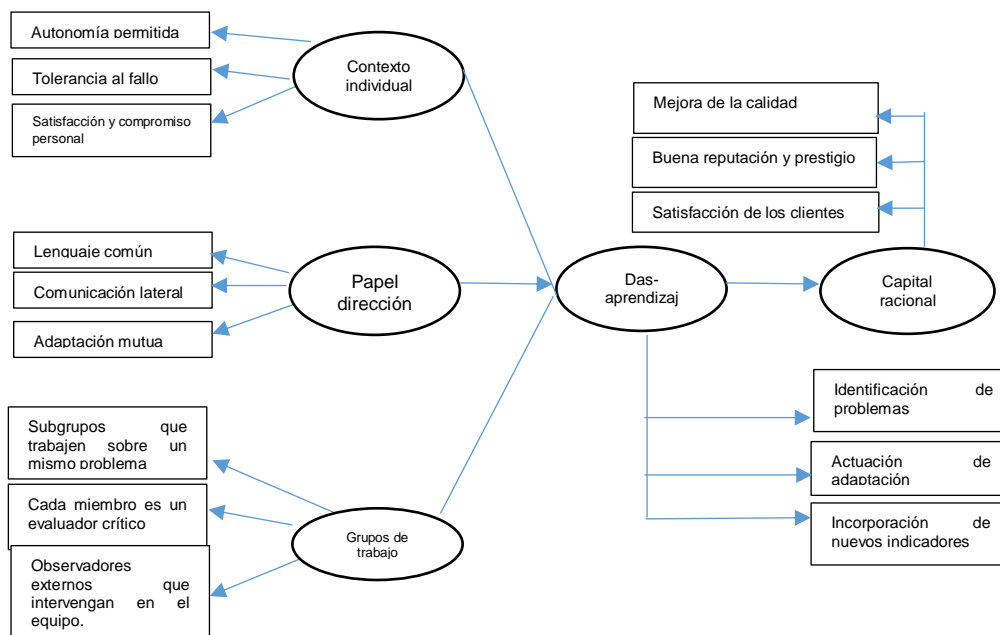 Autonomía permitida
Tolerancia al fallo
Satisfacción y compromiso
personal
Contexto
individual
Mejora de la calidad
Buena reputación y prestigio
Satisfacción de los clientes
Lenguaje común
Comunicación lateral
Adaptación mutua
Papel
dirección
Das-
aprendizaj
Capital
racional
Subgrupos que
trabajen sobre un
mismo problema
Cada miembro es un
evaluador crítico
Observadores
externos que
intervengan en el
equipo.
Grupos de
trabajo
Identificación de
problemas
Actuación de
adaptación
Incorporación de
nuevos indicadores